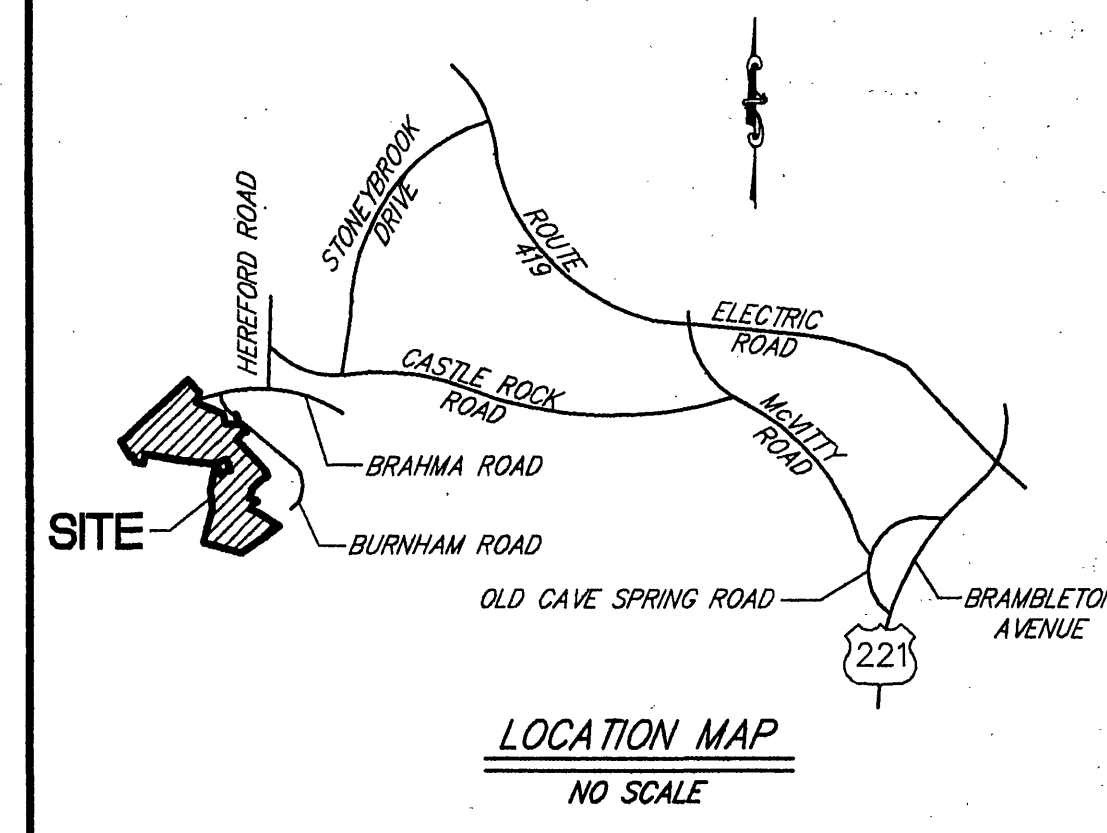 STONEYBROOK
DRIVE
HEREFORD ROAD
ROUTE
419
ELECTRIC
ROAD
CASTLE ROCK
ROAD
McVITTY
ROAD
BRAHMA ROAD
SITE
BURNHAM ROAD
OLD CAVE SPRING ROAD
BRAMBLETON
AVENUE
221
LOCATION MAP
NO SCALE